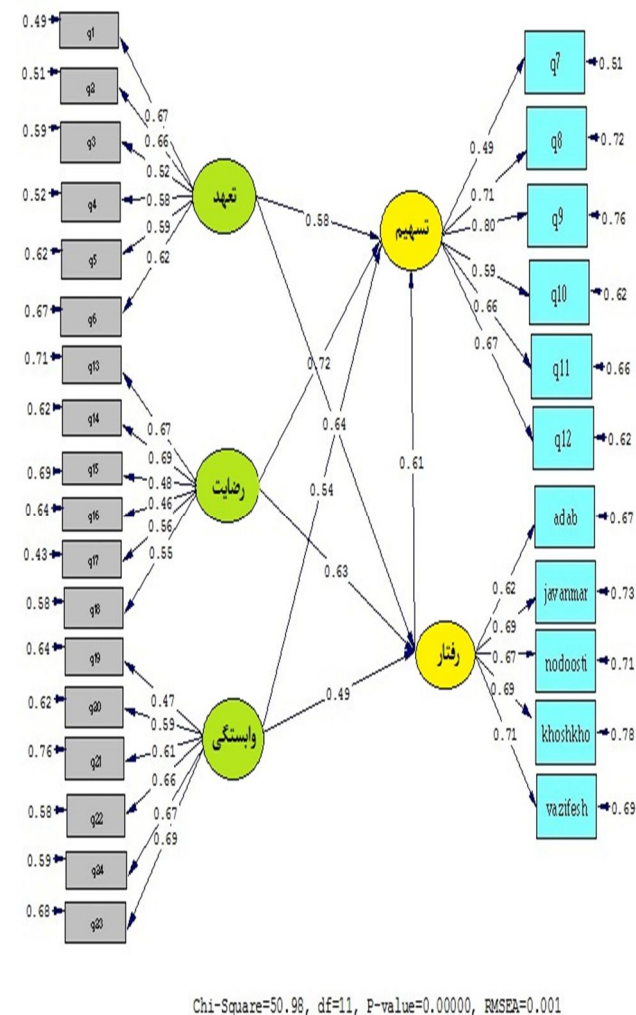 0.49
q1
0.51
q2
0.59
q3
0.52
q4
0.62
q5
0.67
q6
0.71
q13
0.62
q14
0.69
q15
0.64
q16
0.43
q17
0.58
q18
0.64
q19
0.62
q20
0.76
q21
0.58
q22
0.59
q24
0.68
q23
0.67
0.66
0.52
0.58
0.59
0.62
0.67
0.69
0.48
0.46
0.56
0.55
0.47
0.59
0.61
0.66
0.67
0.69
تعهد
رضایت
وابستگی
0.58
0.72
0.64
0.54
0.63
0.49
0.61
تسهیم
رفتار
0.49
0.71
0.80
0.59
0.66
0.67
0.62
0.69
0.67
0.69
0.71
q7
0.51
q8
0.72
q9
0.76
q10
0.62
q11
0.66
q12
0.62
adab
0.67
javanmar
0.73
nodoosti
0.71
khoshkho
0.78
vazifesh
0.69
Chi-Square=50.98, df=11, P-value=0.00000, RMSEA=0.001